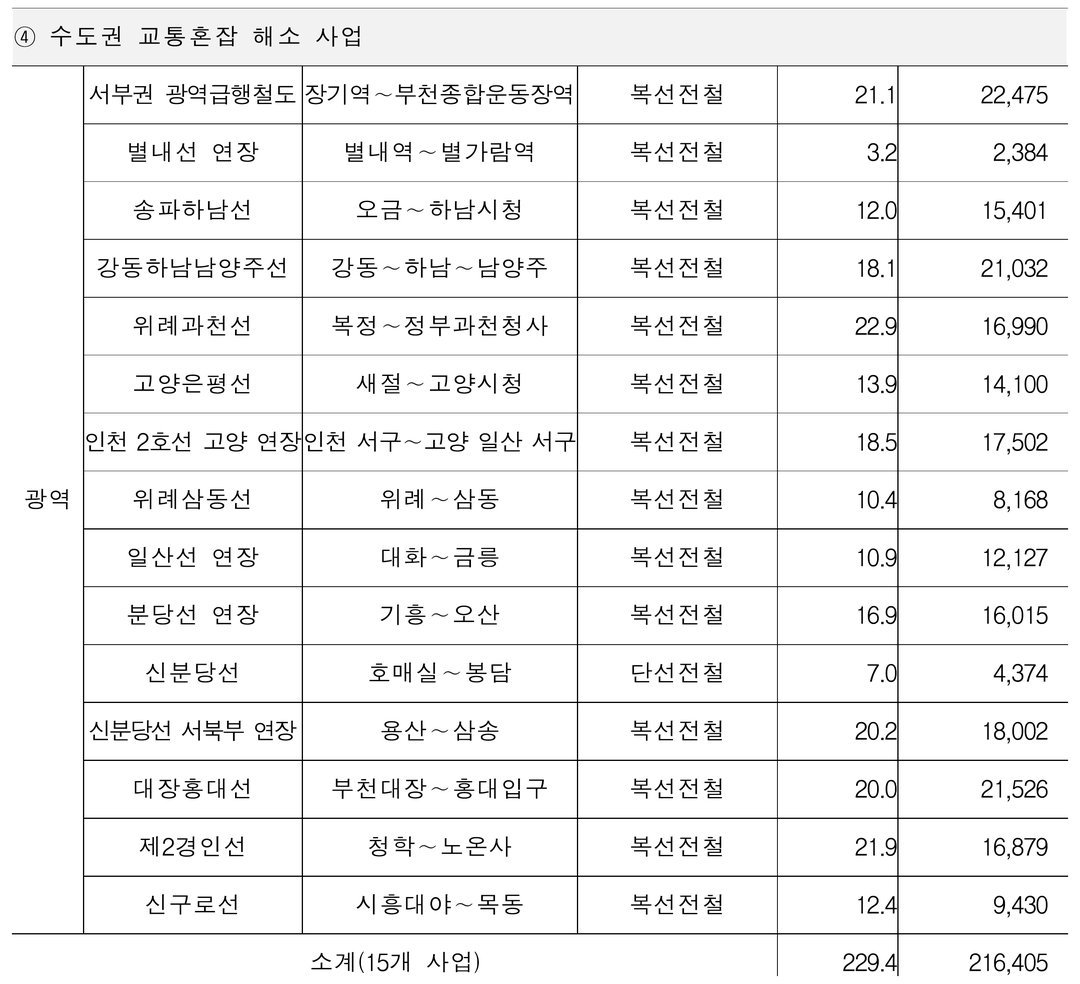 ④ 수도권 교통혼잡 해소 사업
서부권 광역급행철도 장기역~부천종합운동장역 복선전철 21.1 22,475
별내선 연장 별내역~별가람역 복선전철 3.2 2,384
송파하남선 오금~하남시청 복선전철 12.0 15,401
강동하남남양주선 강동~하남~남양주 복선전철 18.1 21,032
위례과천선 복정~정부과천청사 복선전철 22.9 16,990
고양은평선 새절~고양시청 복선전철 13.9 14,100
인천 2호선 고양 연장 인천 서구~고양 일산 서구 복선전철 18.5 17,502
광역 위례삼동선 위례~삼동 복선전철 10.4 8,168
일산선 연장 대화~금릉 복선전철 10.9 12,127
분당선 연장 기흥~오산 복선전철 16.9 16,015
신분당선 호매실~봉담 단선전철 7.0 4,374
신분당선 서북부 연장 용산~삼송 복선전철 20.2 18,002
대장홍대선 부천대장~홍대입구 복선전철 20.0 21,526
제2경인선 청학~노온사 복선전철 21.9 16,879
신구로선 시흥대야~목동 복선전철 12.4 9,430
소계(15개 사업) 229.4 216,405